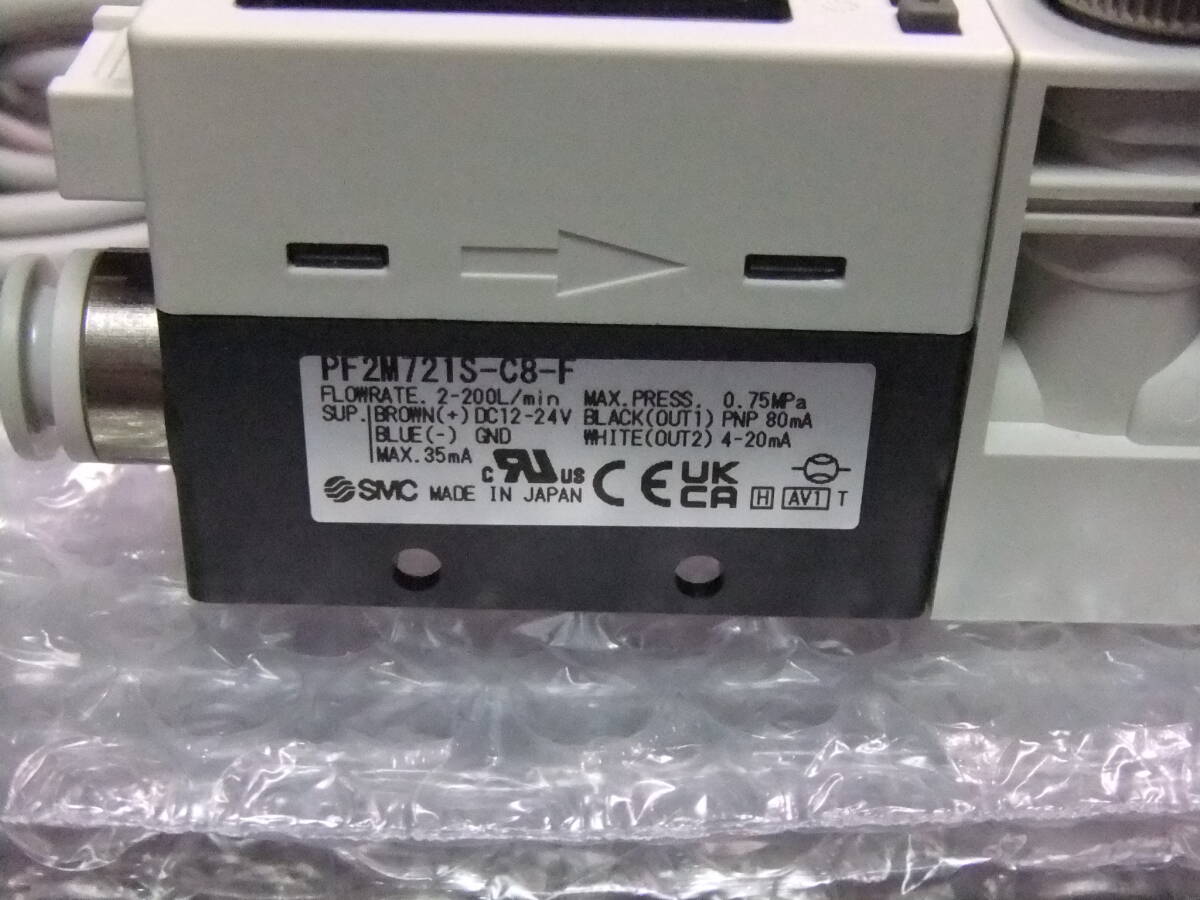 PF2M721S-C8-F
FLOWRATE. 2-200L/min MAX.PRESS. 0.75MPa
SUP. BROWN(+) DC12-24V BLACK(OUT1) PNP 80mA
BLUE(-) GND WHITE(OUT2) 4-20mA
MAX.35mA
c RU US CE UK CA
SMC MADE IN JAPAN H AV1 T